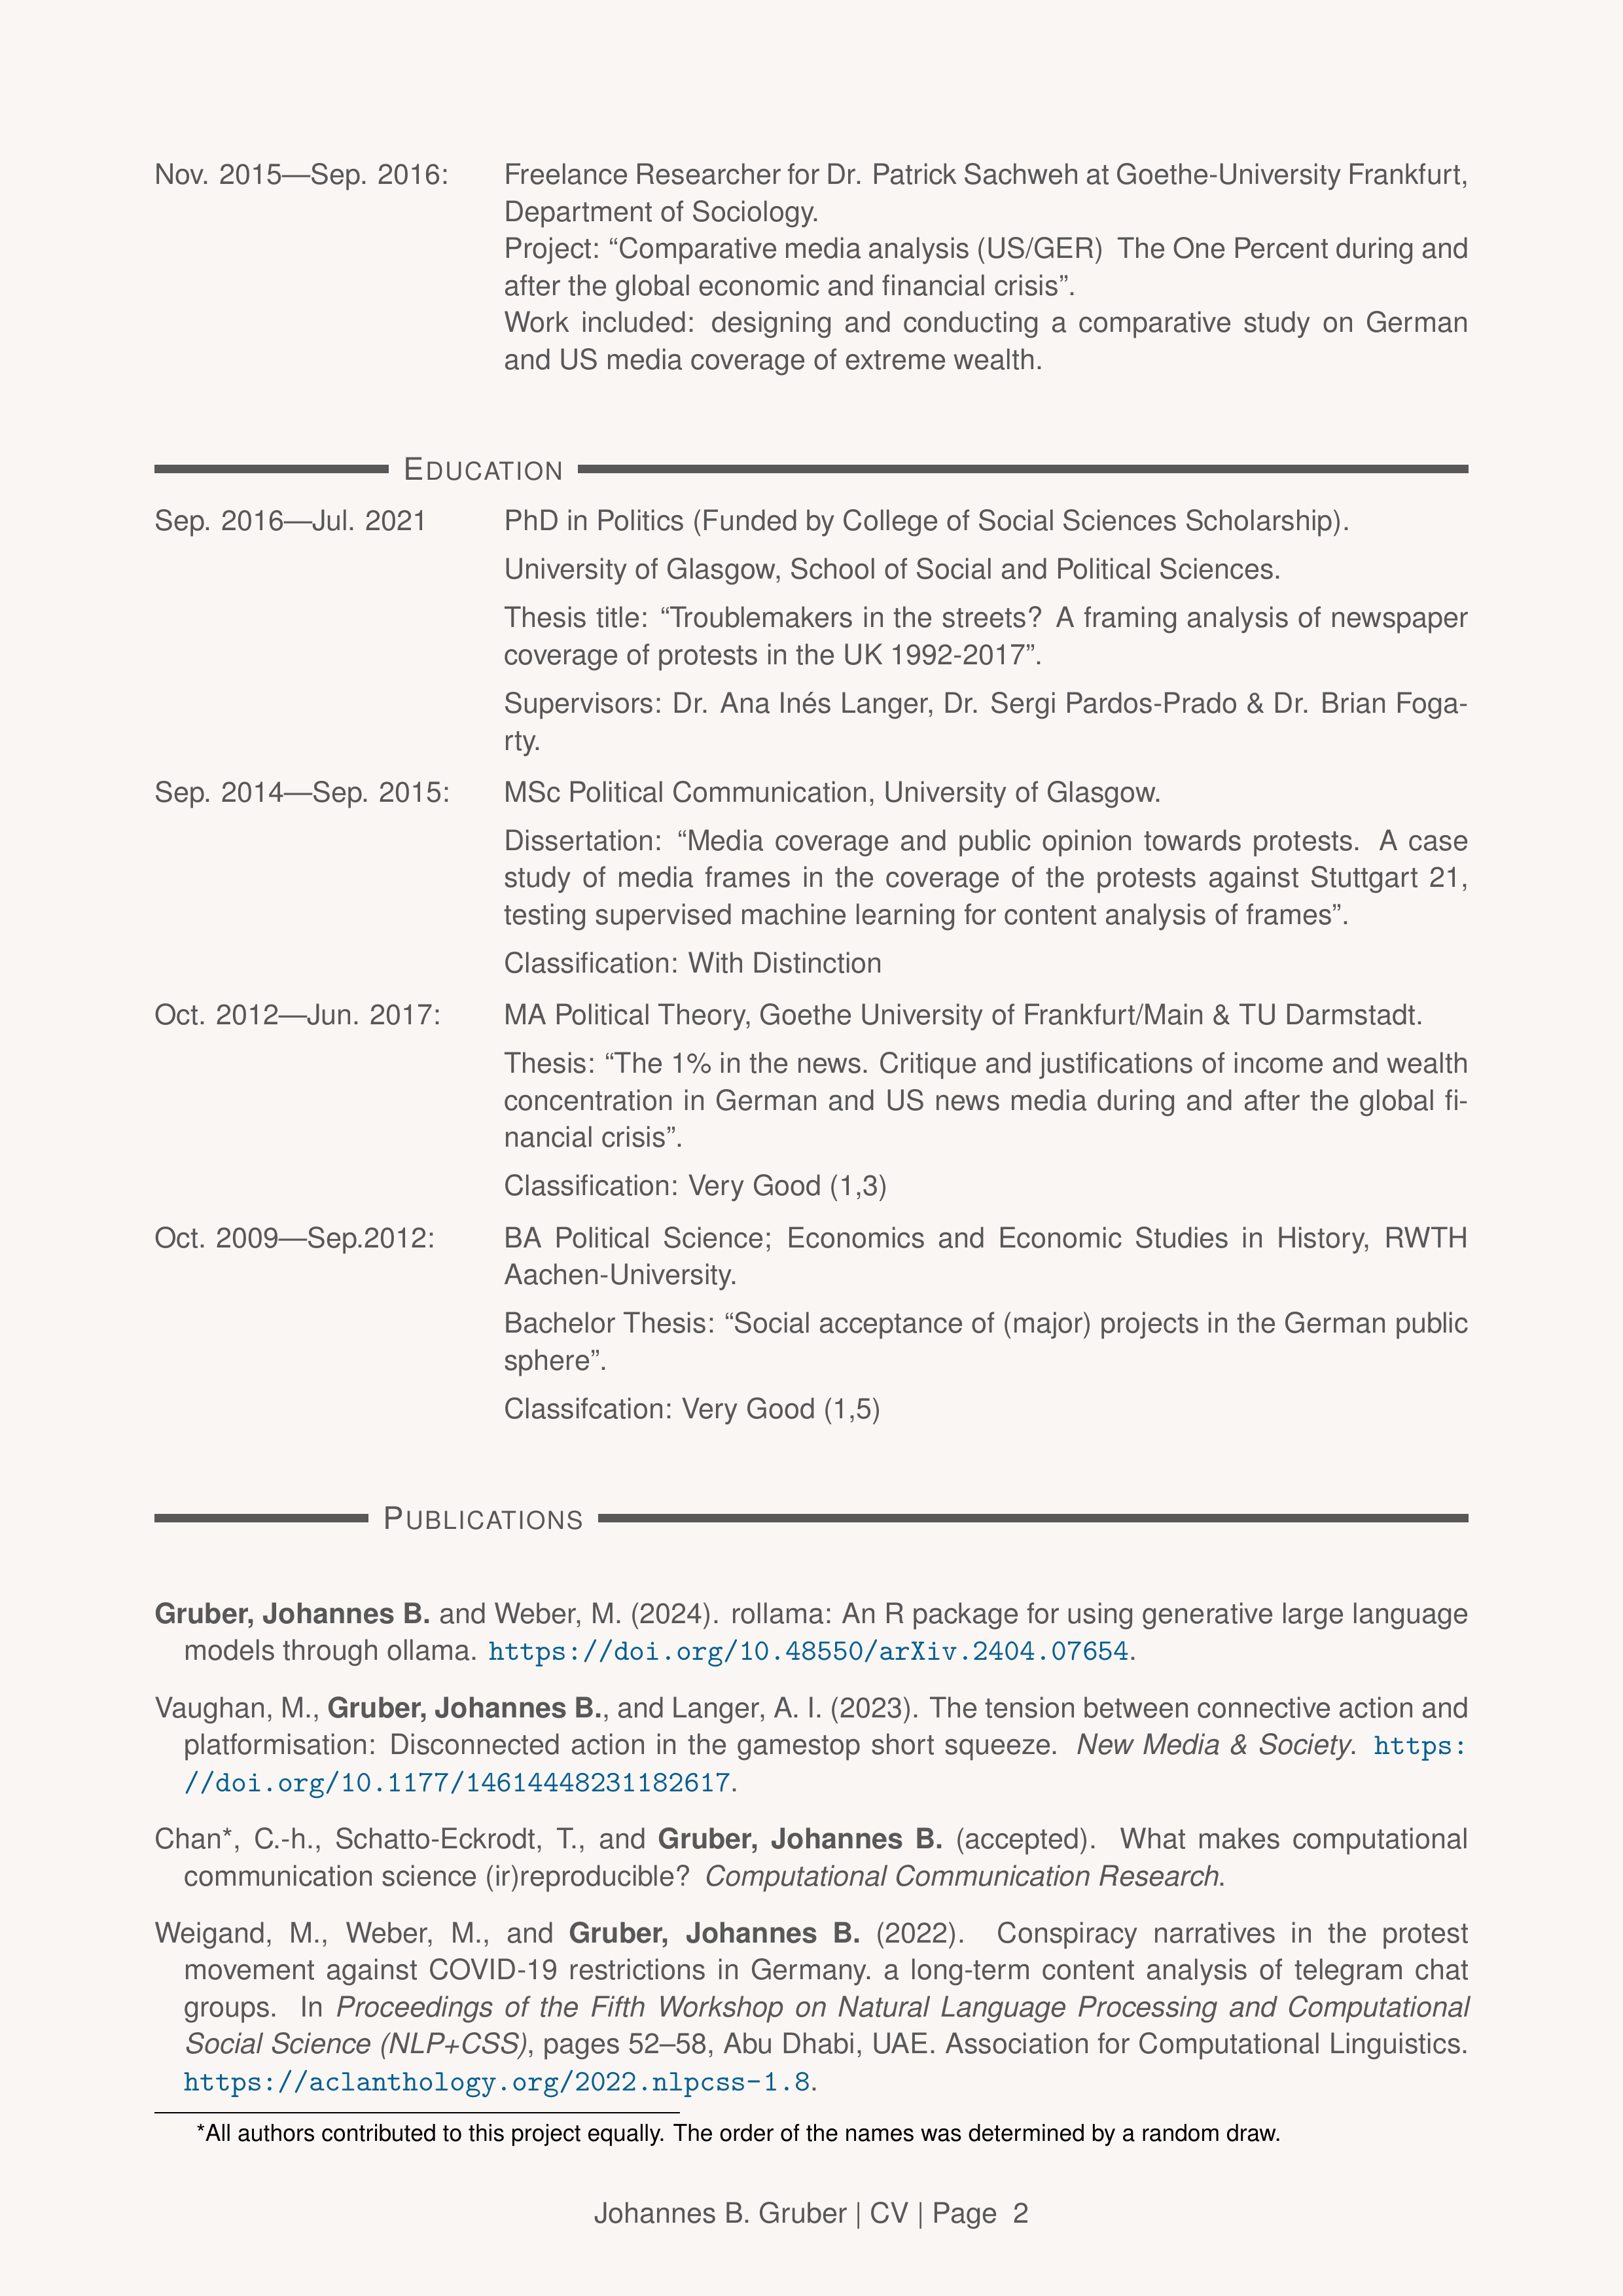 Nov. 2015—Sep. 2016:
Freelance Researcher for Dr. Patrick Sachweh at Goethe-University Frankfurt,
Department of Sociology.
Project: “Comparative media analysis (US/GER) The One Percent during and
after the global economic and financial crisis”.
Work included: designing and conducting a comparative study on German
and US media coverage of extreme wealth.
EDUCATION
Sep. 2016—Jul. 2021
PhD in Politics (Funded by College of Social Sciences Scholarship).
University of Glasgow, School of Social and Political Sciences.
Thesis title: “Troublemakers in the streets? A framing analysis of newspaper
coverage of protests in the UK 1992-2017”.
Supervisors: Dr. Ana Inés Langer, Dr. Sergi Pardos-Prado & Dr. Brian Foga-
rty.
Sep. 2014—Sep. 2015:
MSc Political Communication, University of Glasgow.
Dissertation: “Media coverage and public opinion towards protests. A case
study of media frames in the coverage of the protests against Stuttgart 21,
testing supervised machine learning for content analysis of frames”.
Classification: With Distinction
Oct. 2012—Jun. 2017:
MA Political Theory, Goethe University of Frankfurt/Main & TU Darmstadt.
Thesis: “The 1% in the news. Critique and justifications of income and wealth
concentration in German and US news media during and after the global fi-
nancial crisis”.
Classification: Very Good (1,3)
Oct. 2009—Sep.2012:
BA Political Science; Economics and Economic Studies in History, RWTH
Aachen-University.
Bachelor Thesis: “Social acceptance of (major) projects in the German public
sphere”.
Classifcation: Very Good (1,5)
PUBLICATIONS
Gruber, Johannes B. and Weber, M. (2024). rollama: An R package for using generative large language
models through ollama. https://doi.org/10.48550/arXiv.2404.07654.
Vaughan, M., Gruber, Johannes B., and Langer, A. I. (2023). The tension between connective action and
platformisation: Disconnected action in the gamestop short squeeze. New Media & Society. https:
//doi.org/10.1177/14614448231182617.
Chan*, C.-h., Schatto-Eckrodt, T., and Gruber, Johannes B. (accepted). What makes computational
communication science (ir)reproducible? Computational Communication Research.
Weigand, M., Weber, M., and Gruber, Johannes B. (2022). Conspiracy narratives in the protest
movement against COVID-19 restrictions in Germany. a long-term content analysis of telegram chat
groups. In Proceedings of the Fifth Workshop on Natural Language Processing and Computational
Social Science (NLP+CSS), pages 52–58, Abu Dhabi, UAE. Association for Computational Linguistics.
https://aclanthology.org/2022.nlpcss-1.8.
*All authors contributed to this project equally. The order of the names was determined by a random draw.
Johannes B. Gruber | CV | Page 2